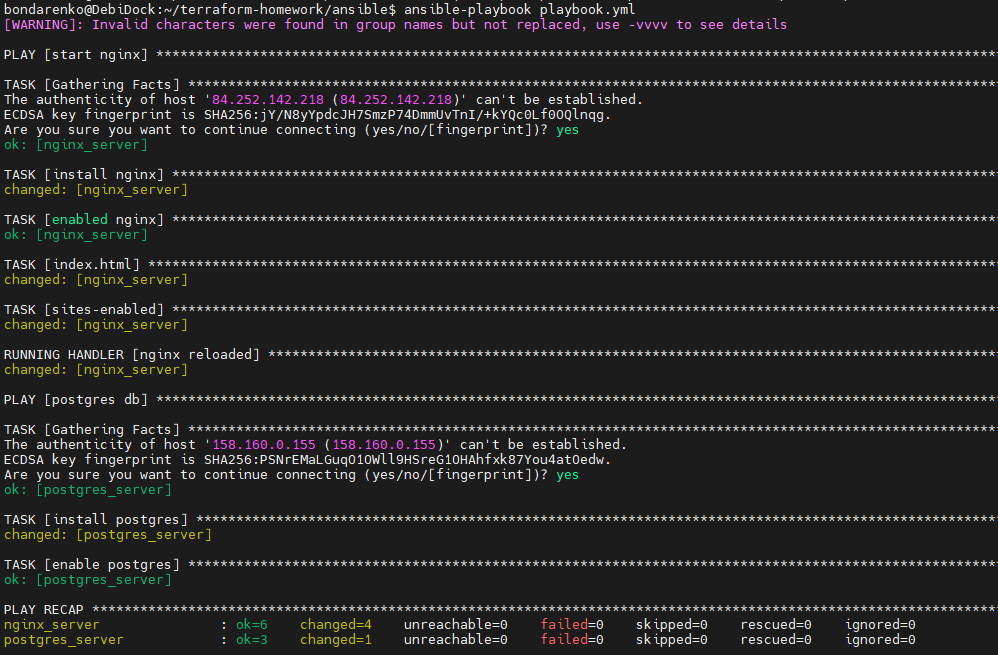 bondarenko@DebiDock:~/terraform-homework/ansible$ ansible-playbook playbook.yml
[WARNING]: Invalid characters were found in group names but not replaced, use -vvvv to see details
PLAY [start nginx] *********************************************************************************************************
TASK [Gathering Facts] *****************************************************************************************************
The authenticity of host '84.252.142.218 (84.252.142.218)' can't be established.
ECDSA key fingerprint is SHA256:jY/N8yYpdcJH7SmzP74DmmUvTnI/+kYQc0Lf0OQlnqg.
Are you sure you want to continue connecting (yes/no/[fingerprint])? yes
ok: [nginx_server]
TASK [install nginx] *******************************************************************************************************
changed: [nginx_server]
TASK [enabled nginx] *******************************************************************************************************
ok: [nginx_server]
TASK [index.html] **********************************************************************************************************
changed: [nginx_server]
TASK [sites-enabled] *******************************************************************************************************
changed: [nginx_server]
RUNNING HANDLER [nginx reloaded] *******************************************************************************************
changed: [nginx_server]
PLAY [postgres db] *********************************************************************************************************
TASK [Gathering Facts] *****************************************************************************************************
The authenticity of host '158.160.0.155 (158.160.0.155)' can't be established.
ECDSA key fingerprint is SHA256:PSNrEMaLGuqO1OWll9HSreG1OHAhfxk87You4atOedw.
Are you sure you want to continue connecting (yes/no/[fingerprint])? yes
ok: [postgres_server]
TASK [install postgres] ****************************************************************************************************
changed: [postgres_server]
TASK [enable postgres] *****************************************************************************************************
ok: [postgres_server]
PLAY RECAP *****************************************************************************************************************
nginx_server : ok=6 changed=4 unreachable=0 failed=0 skipped=0 rescued=0 ignored=0
postgres_server : ok=3 changed=1 unreachable=0 failed=0 skipped=0 rescued=0 ignored=0